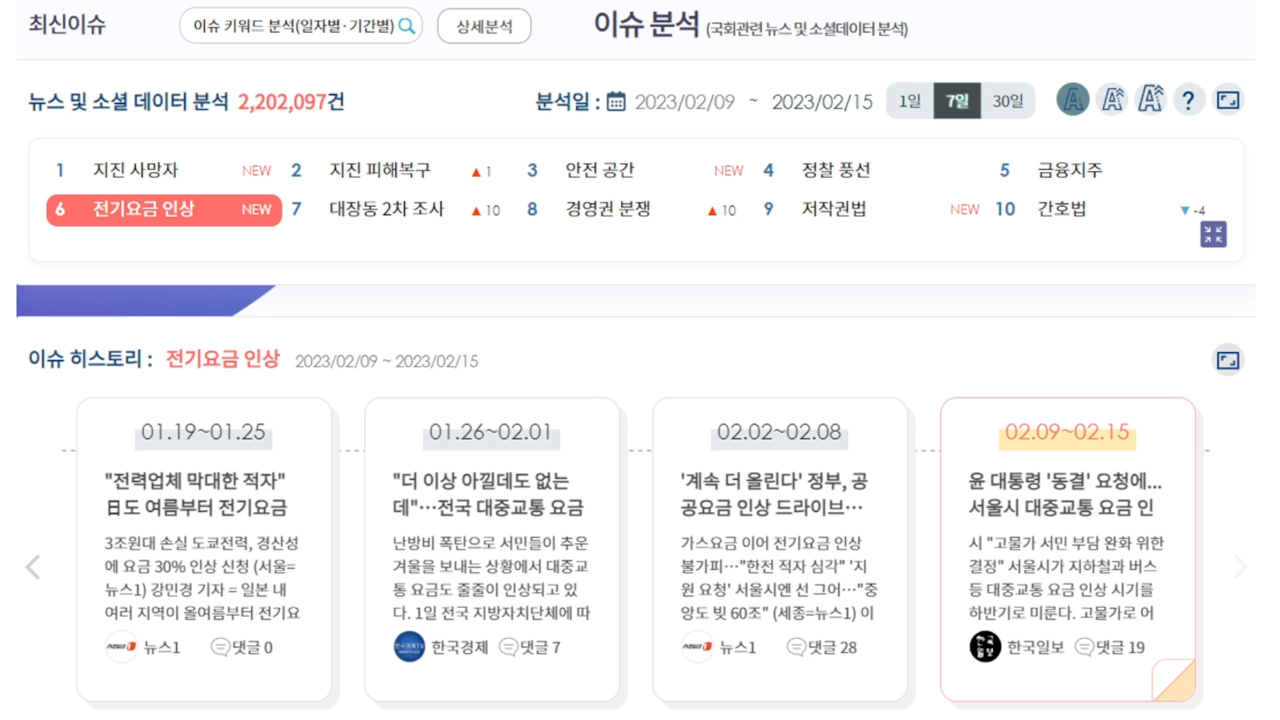 최신이슈 이슈 키워드 분석(일자별·기간별) 상세분석 이슈 분석 (국회관련 뉴스 및 소셜데이터 분석)
뉴스 및 소셜 데이터 분석 2,202,097건 분석일 : 2023/02/09 ~ 2023/02/15 1일 7일 30일 A A A ?
1 지진 사망자 NEW 2 지진 피해복구 ▲ 1 3 안전 공간 NEW 4 정찰 풍선 5 금융지주
6 전기요금 인상 NEW 7 대장동 2차 조사 ▲ 10 8 경영권 분쟁 ▲ 10 9 저작권법 NEW 10 간호법 ▼ -4
이슈 히스토리 : 전기요금 인상 2023/02/09 ~ 2023/02/15
01.19~01.25
"전력업체 막대한 적자"
日도 여름부터 전기요금
3조원대 손실 도쿄전력, 경산성
에 요금 30% 인상 신청 (서울=
뉴스1) 강민경 기자 = 일본 내
여러 지역이 올여름부터 전기요
news1 뉴스1 댓글 0
01.26~02.01
"더 이상 아낄데도 없는
데"…전국 대중교통 요금
난방비 폭탄으로 서민들이 추운
겨울을 보내는 상황에서 대중교
통 요금도 줄줄이 인상되고 있
다. 1일 전국 지방자치단체에 따
한국경제TV 한국경제 댓글 7
02.02~02.08
'계속 더 올린다' 정부, 공
공요금 인상 드라이브…
가스요금 이어 전기요금 인상
불가피…"한전 적자 심각" '지
원 요청' 서울시엔 선 그어…"중
앙도 빚 60조" (세종=뉴스1) 이
news1 뉴스1 댓글 28
02.09~02.15
윤 대통령 '동결' 요청에...
서울시 대중교통 요금 인
시 "고물가 서민 부담 완화 위한
결정" 서울시가 지하철과 버스
등 대중교통 요금 인상 시기를
하반기로 미룬다. 고물가로 어
한국일보 한국일보 댓글 19